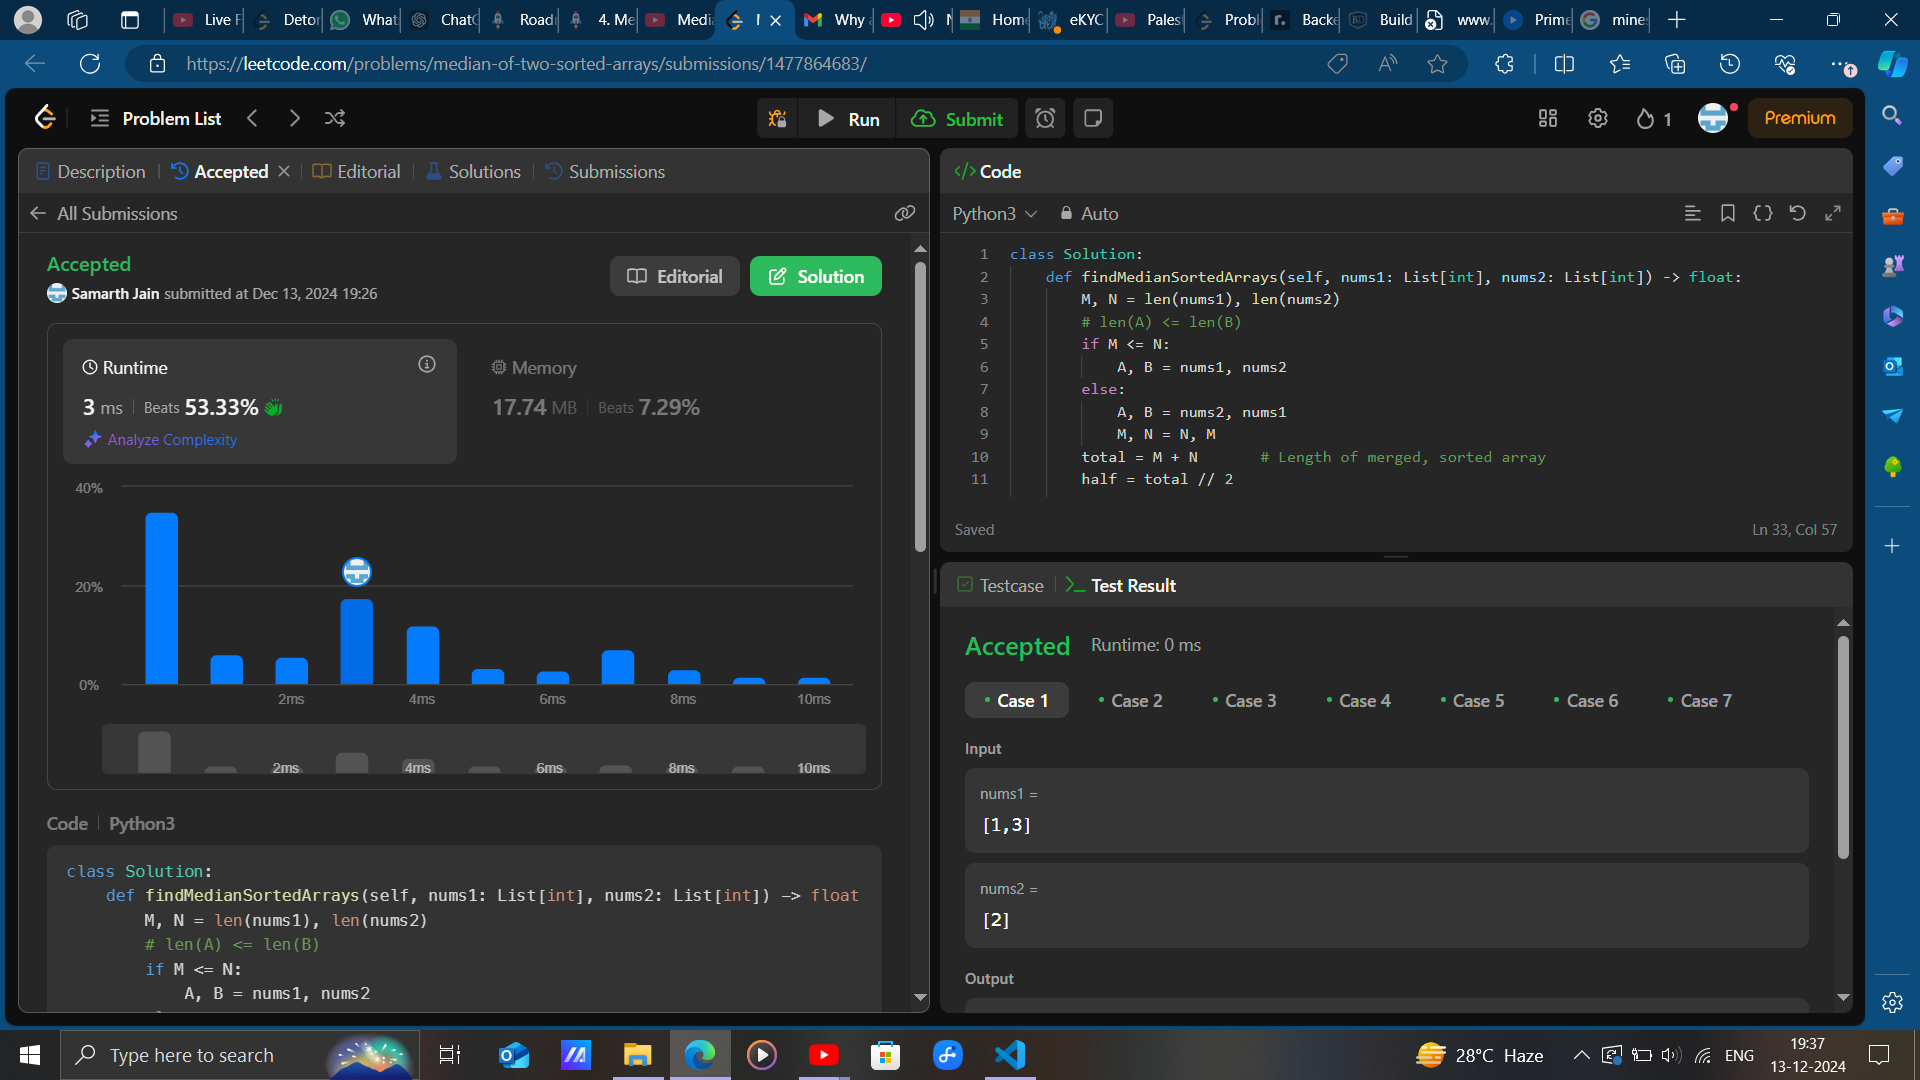 Live F
Deton
What
ChatG
Road
4. Me
Media
Why
Hom
eKYC
Palest
Probl
Backe
Build
www.
Prime
mine
https://leetcode.com/problems/median-of-two-sorted-arrays/submissions/1477864683/
Problem List
Run
Submit
1
Premium
Description
Accepted
Editorial
Solutions
Submissions
All Submissions
Accepted
Samarth Jain submitted at Dec 13, 2024 19:26
Editorial
Solution
Runtime
3 ms
Beats 53.33%
Analyze Complexity
Memory
17.74 MB
Beats 7.29%
40%
20%
0%
2ms 4ms 6ms 8ms 10ms
2ms 4ms 6ms 8ms 10ms
Code
Python3
class Solution:
def findMedianSortedArrays(self, nums1: List[int], nums2: List[int]) -> float
M, N = len(nums1), len(nums2)
# len(A) <= len(B)
if M <= N:
A, B = nums1, nums2
</> Code
Python3
Auto
1 class Solution:
2 def findMedianSortedArrays(self, nums1: List[int], nums2: List[int]) -> float:
3 M, N = len(nums1), len(nums2)
4 # len(A) <= len(B)
5 if M <= N:
6 A, B = nums1, nums2
7 else:
8 A, B = nums2, nums1
9 M, N = N, M
10 total = M + N # Length of merged, sorted array
11 half = total // 2
Saved
Ln 33, Col 57
Testcase
Test Result
Accepted
Runtime: 0 ms
Case 1
Case 2
Case 3
Case 4
Case 5
Case 6
Case 7
Input
nums1 =
[1,3]
nums2 =
[2]
Output
Type here to search
28°C Haze
ENG
19:37
13-12-2024